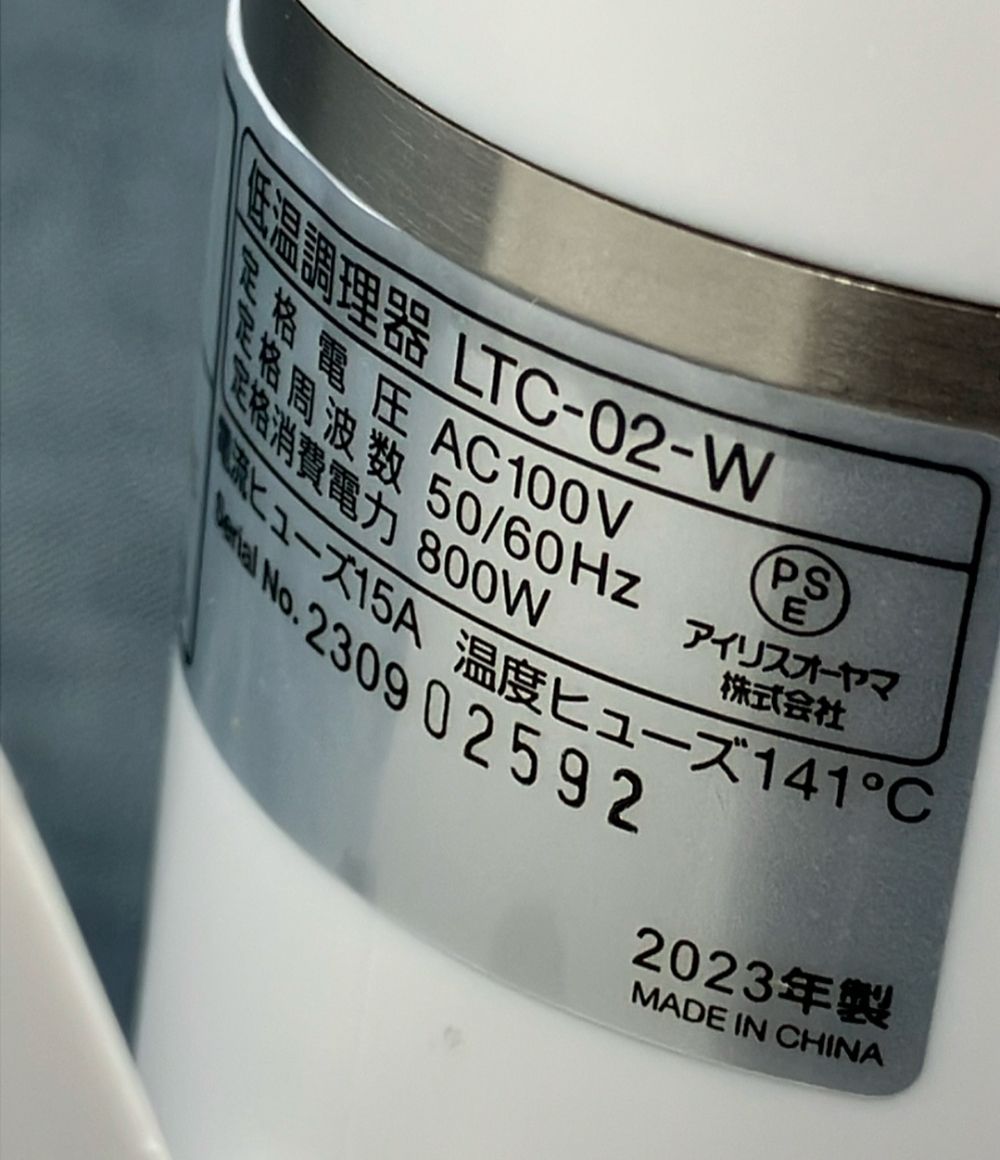 低温調理器 LTC-02-W
定格電圧 AC100V
定格周波数 50/60Hz
定格消費電力 800W
PS
E
アイリスオーヤマ
株式会社
電流ヒューズ15A 温度ヒューズ141°C
Serial No. 230902592
2023年製
MADE IN CHINA